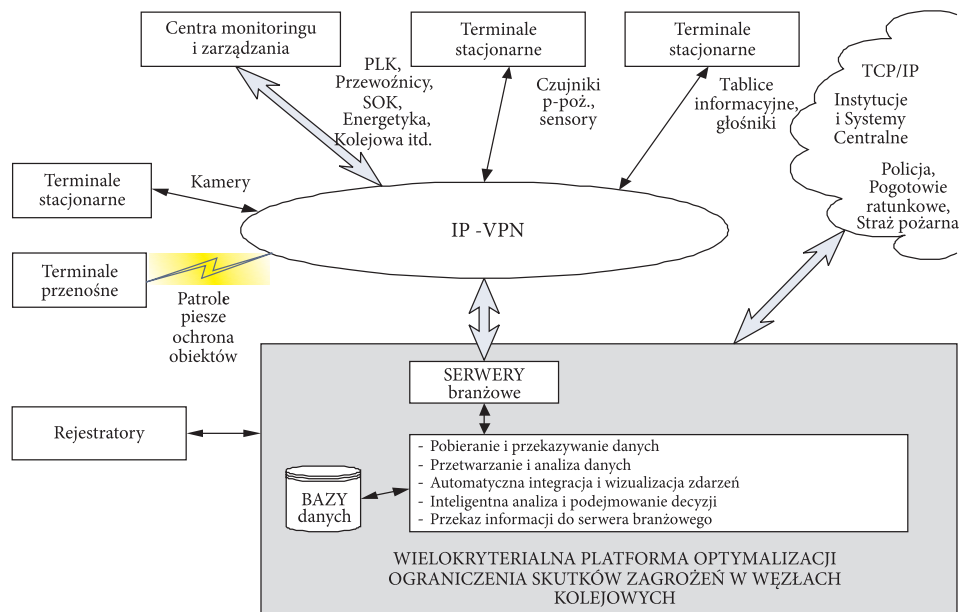 Centra monitoringu
i zarządzania
Terminale
stacjonarne
Terminale
stacjonarne
TCP/IP
Instytucje
i Systemy
Centralne
Policja,
Pogotowie
ratunkowe,
Straż pożarna
PLK,
Przewoźnicy,
SOK,
Energetyka,
Kolejowa itd.
Czujniki
p-poż.,
sensory
Tablice
informacyjne,
głośniki
Terminale
stacjonarne
Kamery
IP -VPN
Terminale
przenośne
Patrole
piesze
ochrona
obiektów
SERWERY
branżowe
Rejestratory
- Pobieranie i przekazywanie danych
- Przetwarzanie i analiza danych
- Automatyczna integracja i wizualizacja zdarzeń
- Inteligentna analiza i podejmowanie decyzji
- Przekaz informacji do serwera branżowego
BAZY
danych
WIELOKRYTERIALNA PLATFORMA OPTYMALIZACJI
OGRANICZENIA SKUTKÓW ZAGROŻEŃ W WĘZŁACH
KOLEJOWYCH